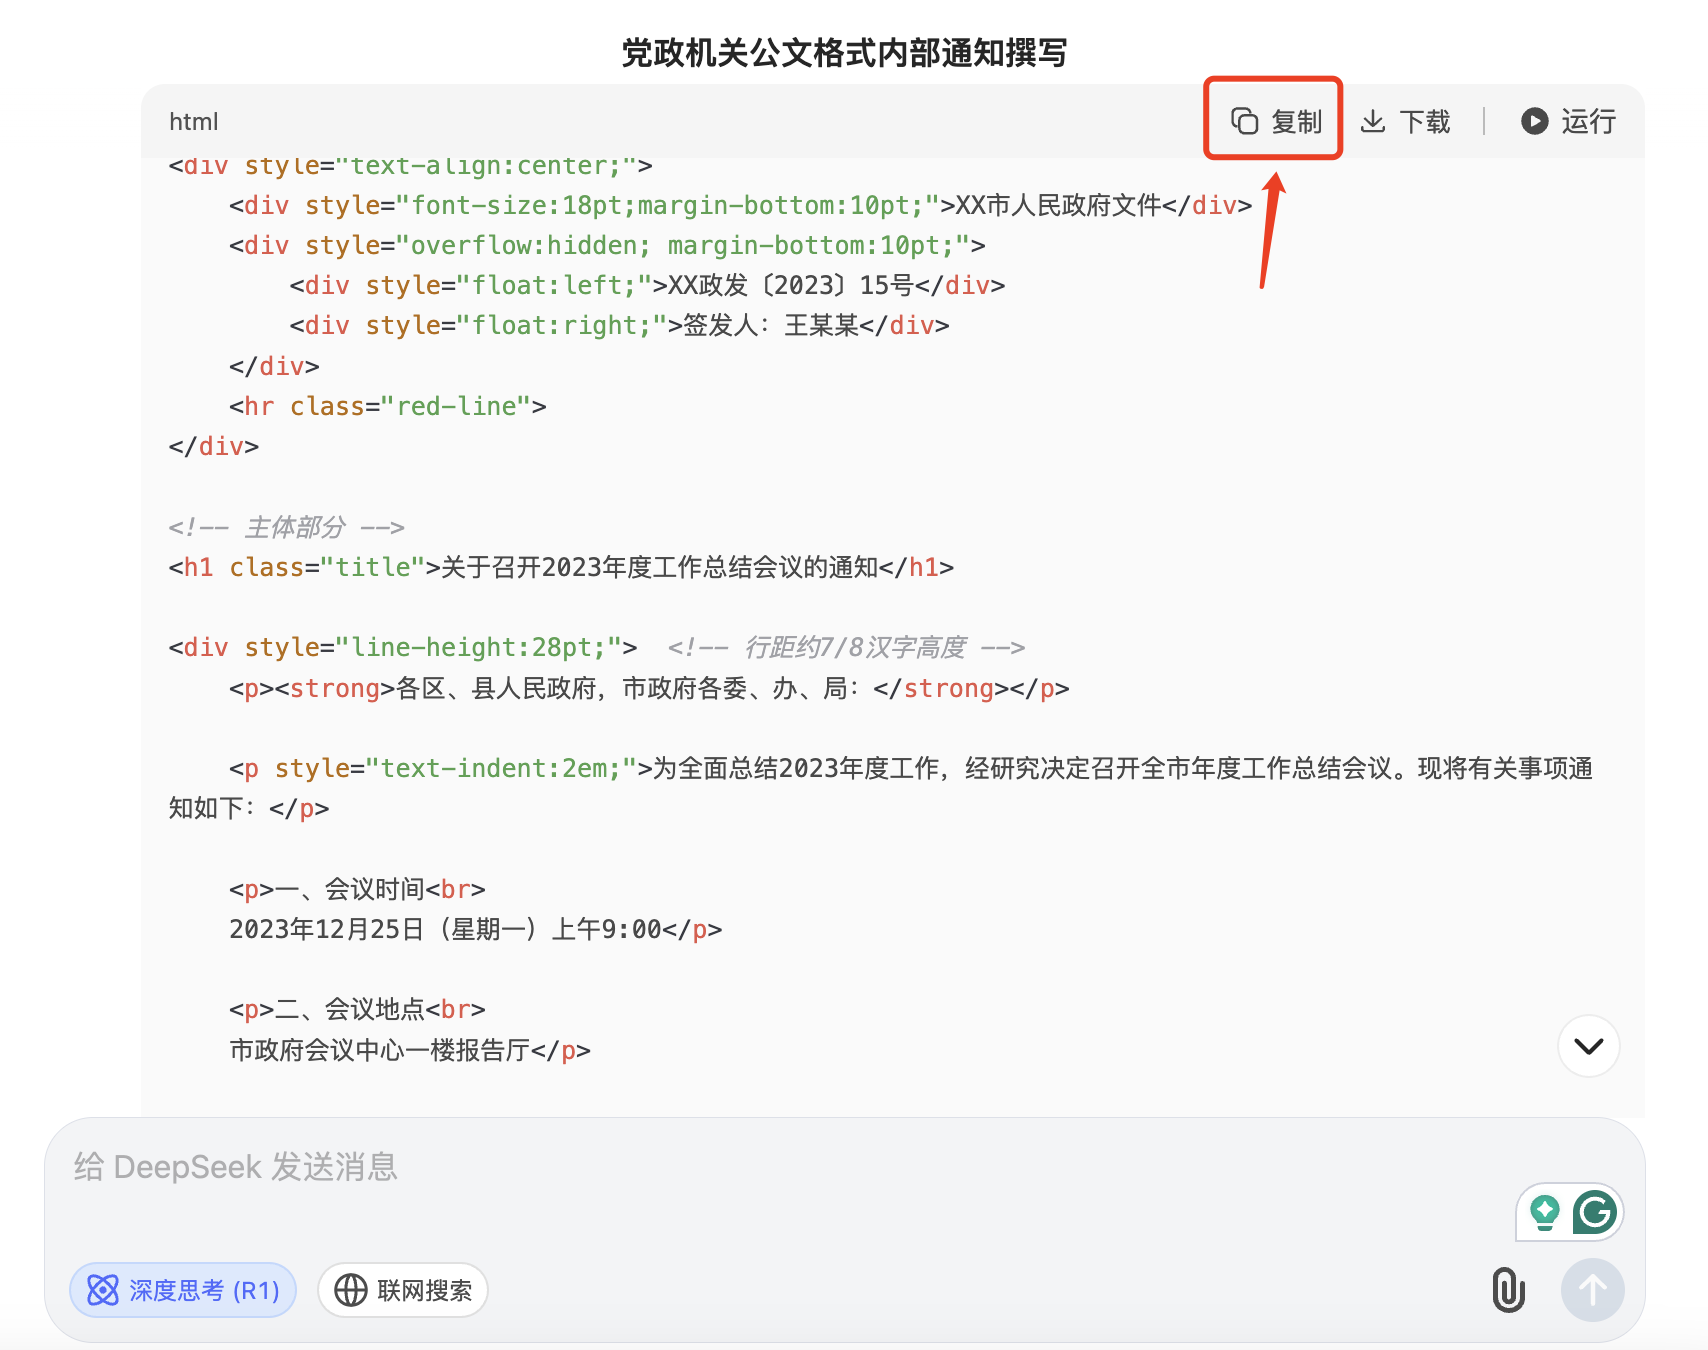 党政机关公文格式内部通知撰写
html 复制 下载 运行
<div style="text-align:center;">
<div style="font-size:18pt;margin-bottom:10pt;">XX市人民政府文件</div>
<div style="overflow:hidden; margin-bottom:10pt;">
<div style="float:left;">XX政发〔2023〕15号</div>
<div style="float:right;">签发人：王某某</div>
</div>
<hr class="red-line">
</div>
<!-- 主体部分 -->
<h1 class="title">关于召开2023年度工作总结会议的通知</h1>
<div style="line-height:28pt;">  <!-- 行距约7/8汉字高度 -->
<p><strong>各区、县人民政府，市政府各委、办、局：</strong></p>
<p style="text-indent:2em;">为全面总结2023年度工作，经研究决定召开全市年度工作总结会议。现将有关事项通
知如下：</p>
<p>一、会议时间<br>
2023年12月25日（星期一）上午9:00</p>
<p>二、会议地点<br>
市政府会议中心一楼报告厅</p>
给 DeepSeek 发送消息
深度思考 (R1) 联网搜索